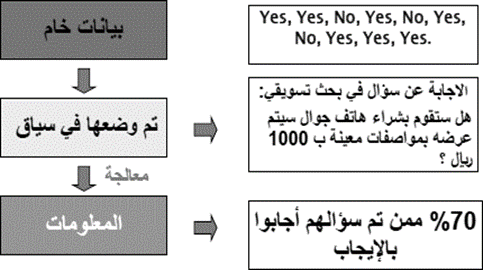 بيانات خام
Yes, Yes, No, Yes, No, Yes,
No, Yes, Yes, Yes.
تم وضعها في سياق
الاجابة عن سؤال في بحث تسويقي:
هل ستقوم بشراء هاتف جوال سيتم
عرضه بمواصفات معينة ب 1000
ريال ؟
معالجة
المعلومات
70% ممن تم سؤالهم أجابوا
بالإيجاب